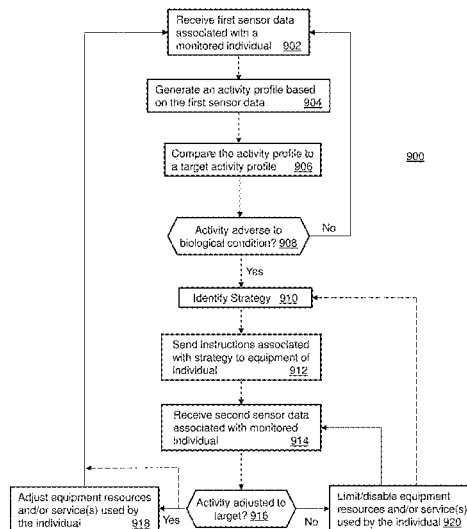 Receive first sensor data
associated with a
monitored individual 902
Generate an activity profile based
on the first sensor data 904
Compare the activity profile to
a target activity profile
906
900
Activity adverse to
biological condition? 908
No
Yes
Identify Strategy 910
Send instructions associated
with strategy to equipment of
individual 912
Receive second sensor data
associated with monitored
individual 914
Adjust equipment resources
and/or service(s) used by
the individual 918
Yes
Activity adjusted to
target? 916
No
Limit/disable equipment
resources and/or service(s)
used by the individual 920